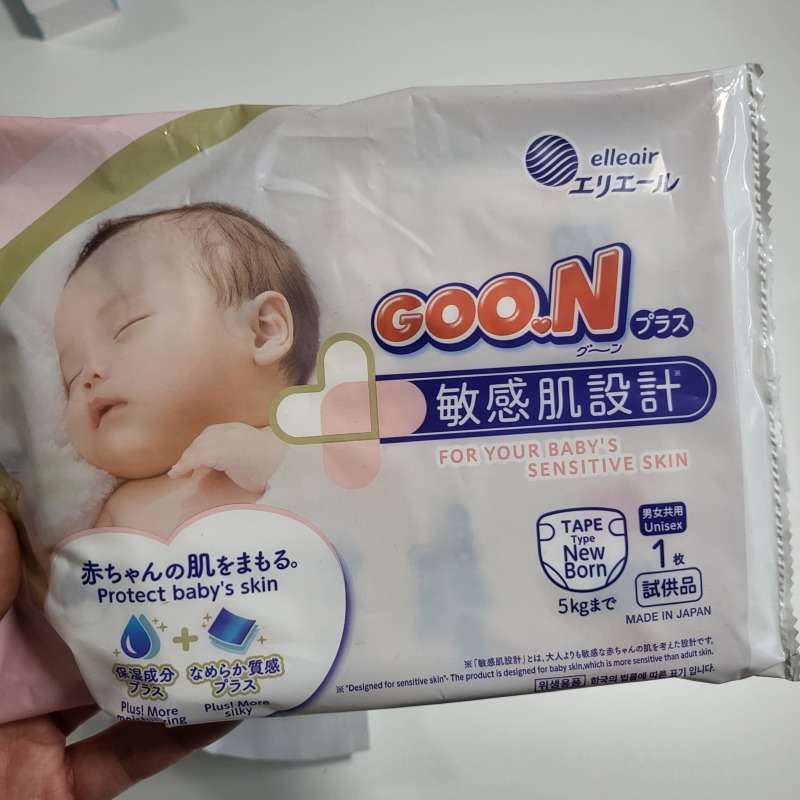 elleair
エリエール
GOO.N
グ〜ン
プラス
敏感肌設計※
FOR YOUR BABY'S
SENSITIVE SKIN
赤ちゃんの肌をまもる。
Protect baby's skin
保湿成分
プラス
Plus! More
moisturizing
+
なめらか質感
プラス
Plus! More
silky
TAPE
Type
New
Born
5kgまで
男女共用
Unisex
1枚
試供品
MADE IN JAPAN
※「敏感肌設計」とは、大人よりも敏感な赤ちゃんの肌を考えた設計です。
※"Designed for sensitive skin"- The product is designed for baby skin,which is more sensitive than adult skin.
위생용품 한국의 법률에 따른 표기 입니다.